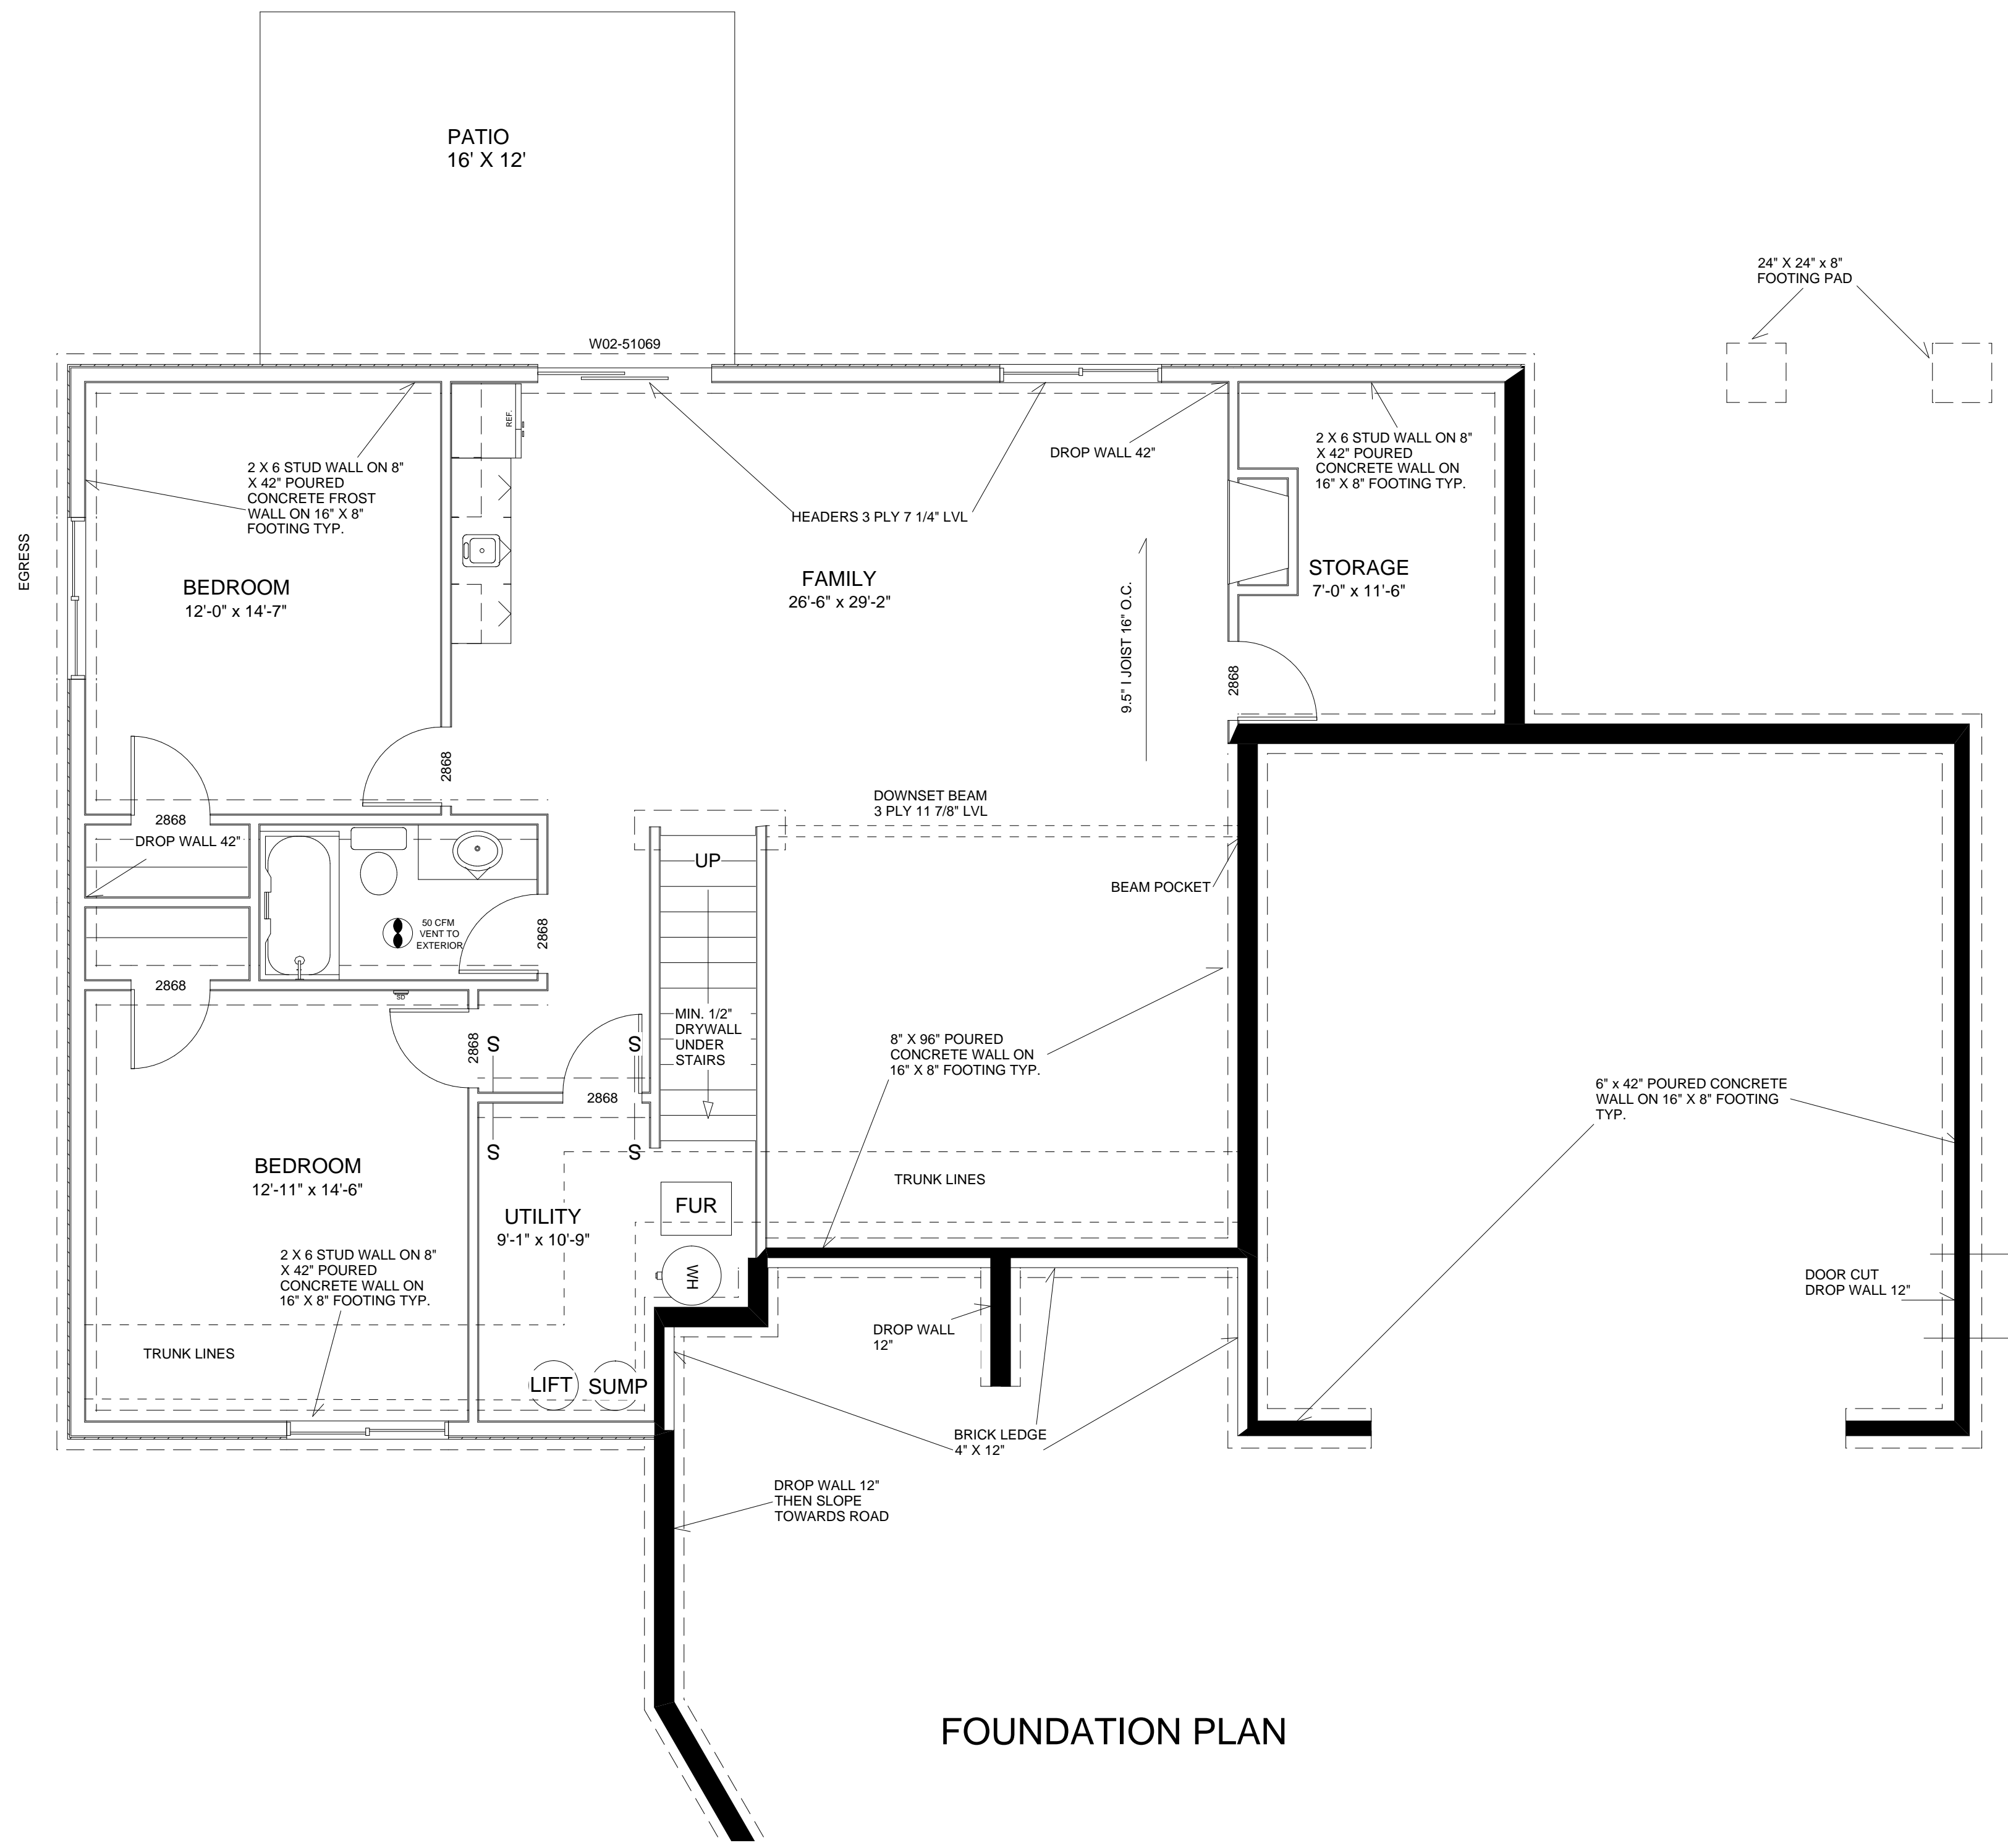 PATIO
16' X 12'
24" X 24" x 8"
FOOTING PAD
W02-51069
REF.
2 X 6 STUD WALL ON 8"
X 42" POURED
CONCRETE FROST
WALL ON 16" X 8"
FOOTING TYP.
DROP WALL 42"
2 X 6 STUD WALL ON 8"
X 42" POURED
CONCRETE WALL ON
16" X 8" FOOTING TYP.
HEADERS 3 PLY 7 1/4" LVL
EGRESS
BEDROOM
12'-0" x 14'-7"
FAMILY
26'-6" x 29'-2"
STORAGE
7'-0" x 11'-6"
9.5" I JOIST 16" O.C.
2868
2868
DOWNSET BEAM
3 PLY 11 7/8" LVL
2868
DROP WALL 42"
UP
BEAM POCKET
50 CFM
VENT TO
EXTERIOR
2868
2868
SD
MIN. 1/2"
DRYWALL
UNDER
STAIRS
2868
S
S
8" X 96" POURED
CONCRETE WALL ON
16" X 8" FOOTING TYP.
6" x 42" POURED CONCRETE
WALL ON 16" X 8" FOOTING
TYP.
2868
S
S
BEDROOM
12'-11" x 14'-6"
TRUNK LINES
FUR
UTILITY
9'-1" x 10'-9"
2 X 6 STUD WALL ON 8"
X 42" POURED
CONCRETE WALL ON
16" X 8" FOOTING TYP.
WH
DOOR CUT
DROP WALL 12"
DROP WALL
12"
TRUNK LINES
LIFT
SUMP
BRICK LEDGE
4" X 12"
DROP WALL 12"
THEN SLOPE
TOWARDS ROAD
FOUNDATION PLAN